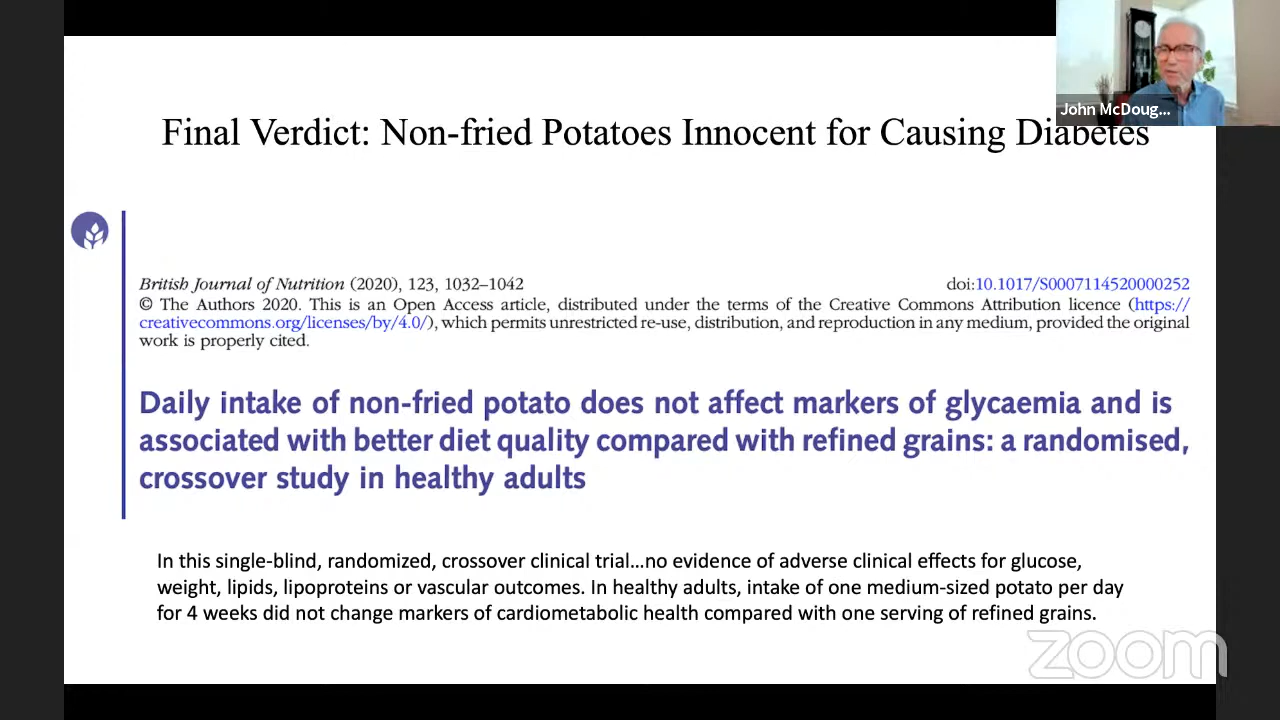 John McDoug...
Final Verdict: Non-fried Potatoes Innocent for Causing Diabetes
British Journal of Nutrition (2020), 123, 1032–1042 doi:10.1017/S0007114520000252
© The Authors 2020. This is an Open Access article, distributed under the terms of the Creative Commons Attribution licence (https://
creativecommons.org/licenses/by/4.0/), which permits unrestricted re-use, distribution, and reproduction in any medium, provided the original
work is properly cited.
Daily intake of non-fried potato does not affect markers of glycaemia and is
associated with better diet quality compared with refined grains: a randomised,
crossover study in healthy adults
In this single-blind, randomized, crossover clinical trial…no evidence of adverse clinical effects for glucose,
weight, lipids, lipoproteins or vascular outcomes. In healthy adults, intake of one medium-sized potato per day
for 4 weeks did not change markers of cardiometabolic health compared with one serving of refined grains.
zoom